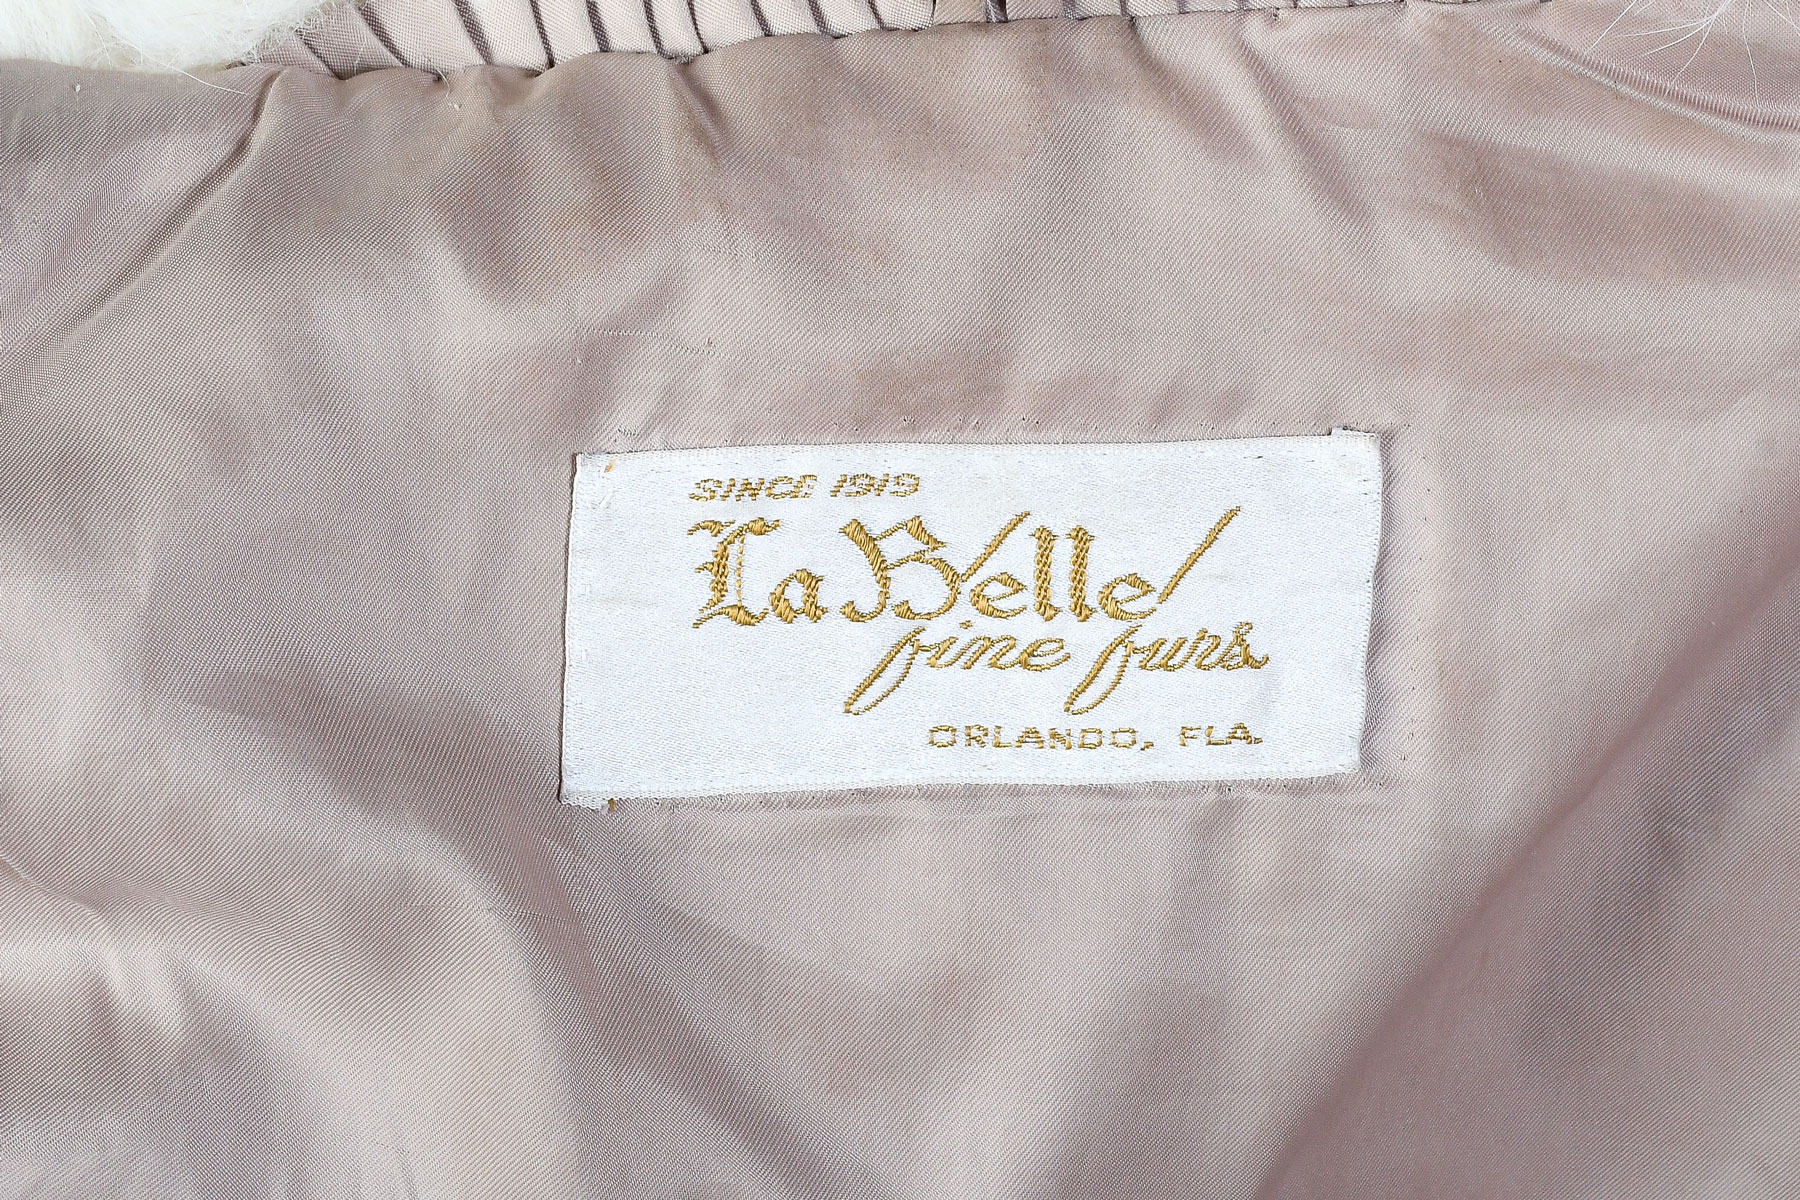 SINCE 1919
La Belle
fine furs
ORLANDO, FLA.